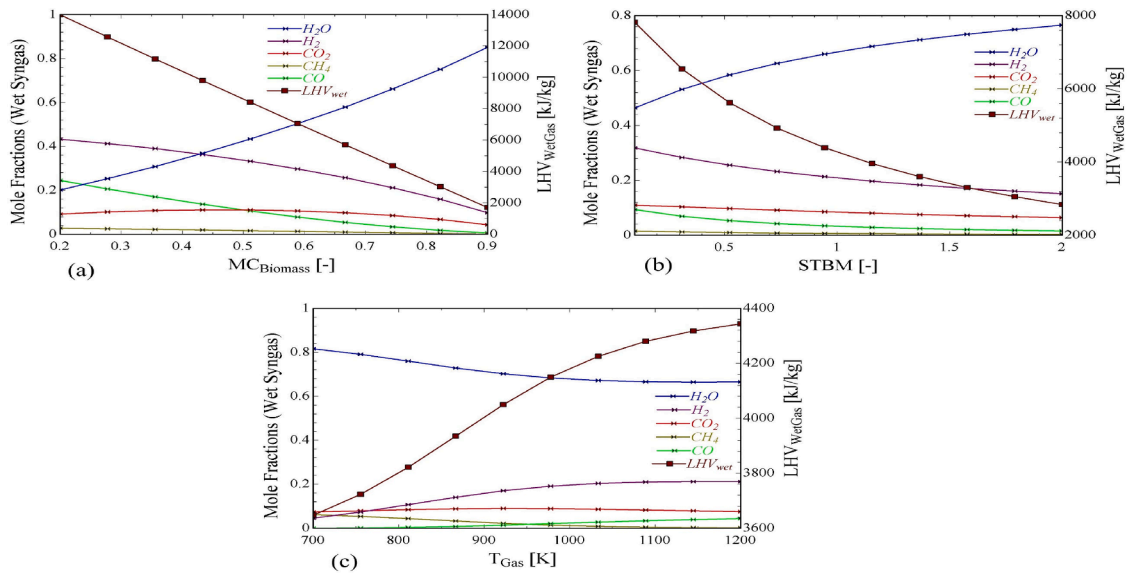 1
0.8
0.6
0.4
0.2
0
Mole Fractions (Wet Syngas)
14000
12000
10000
8000
6000
4000
2000
0
LHV_WetGas [kJ/kg]
H2O
H2
CO2
CH4
CO
LHVwet
0.2 0.3 0.4 0.5 0.6 0.7 0.8 0.9
(a) MC_Biomass [-]
0.8
0.6
0.4
0.2
0
Mole Fractions (Wet Syngas)
8000
6000
4000
2000
LHV_WetGas [kJ/kg]
H2O
H2
CO2
CH4
CO
LHVwet
0.5 1 1.5 2
(b) STBM [-]
1
0.8
0.6
0.4
0.2
0
Mole Fractions (Wet Syngas)
4400
4200
4000
3800
3600
LHV_WetGas [kJ/kg]
H2O
H2
CO2
CH4
CO
LHVwet
700 800 900 1000 1100 1200
(c) T_Gas [K]